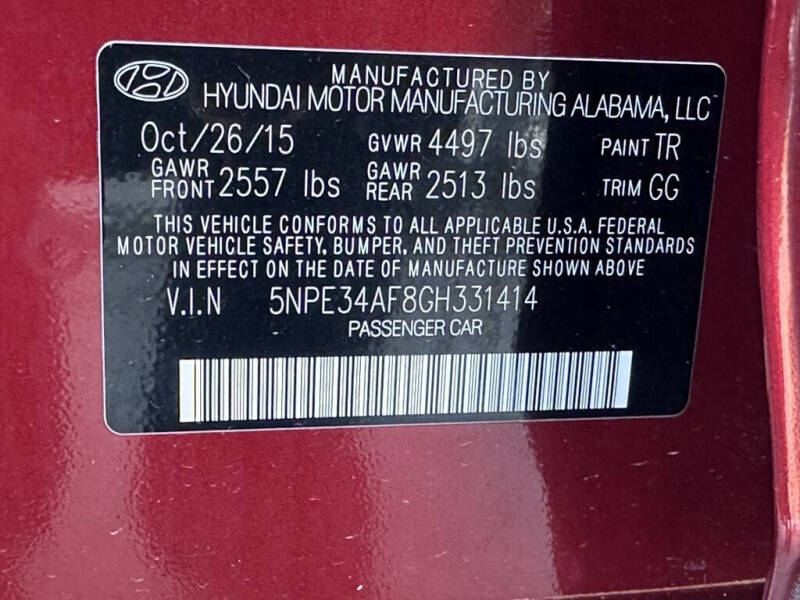 MANUFACTURED BY
HYUNDAI MOTOR MANUFACTURING ALABAMA, LLC
Oct/26/15 GVWR 4497 lbs PAINT TR
GAWR FRONT 2557 lbs GAWR REAR 2513 lbs TRIM GG
THIS VEHICLE CONFORMS TO ALL APPLICABLE U.S.A. FEDERAL
MOTOR VEHICLE SAFETY, BUMPER, AND THEFT PREVENTION STANDARDS
IN EFFECT ON THE DATE OF MANUFACTURE SHOWN ABOVE
V.I.N 5NPE34AF8GH331414
PASSENGER CAR